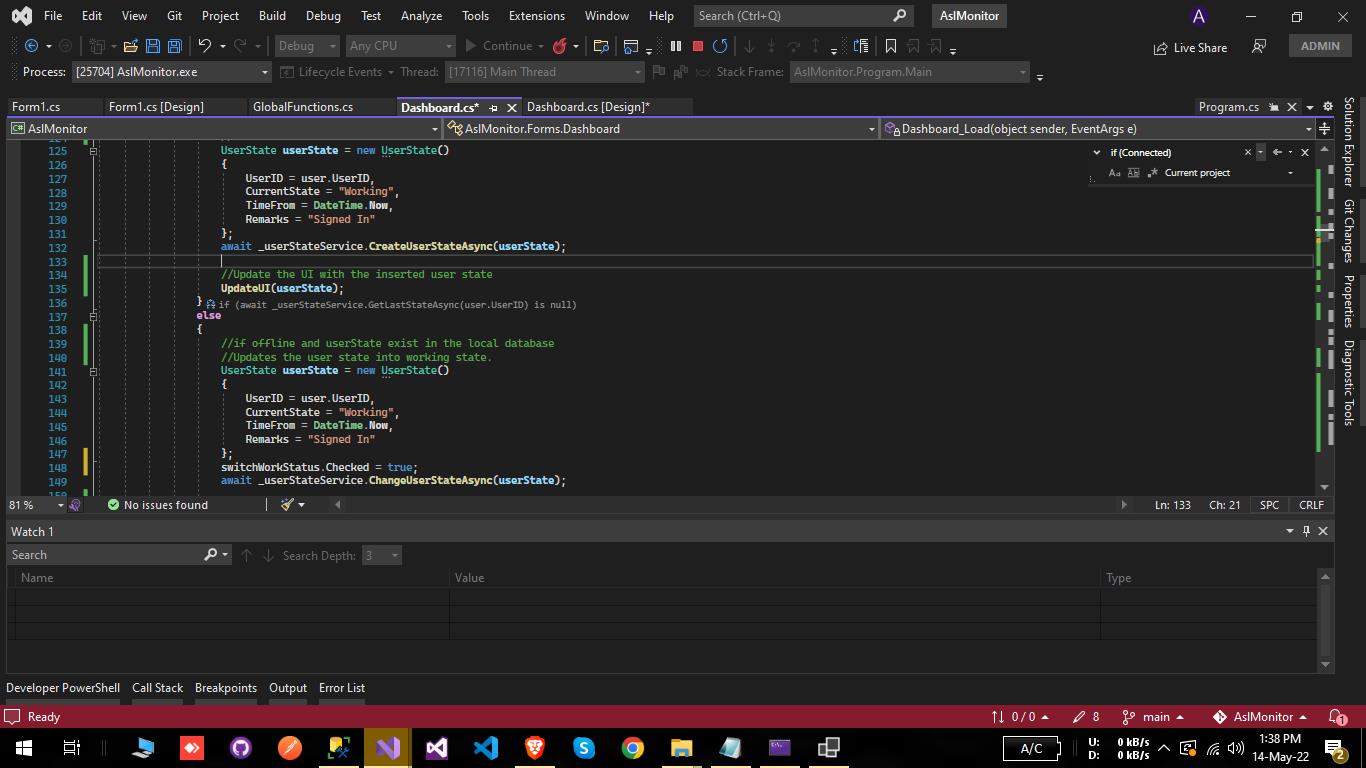 File Edit View Git Project Build Debug Test Analyze Tools Extensions Window Help Search (Ctrl+Q) AslMonitor A
Debug Any CPU Continue Live Share ADMIN
Process: [25704] AslMonitor.exe Lifecycle Events Thread: [17116] Main Thread Stack Frame: AslMonitor.Program.Main
Form1.cs Form1.cs [Design] GlobalFunctions.cs Dashboard.cs* Dashboard.cs [Design]* Program.cs
C# AslMonitor AslMonitor.Forms.Dashboard Dashboard_Load(object sender, EventArgs e)
if (Connected)
Aa Ab Current project
125 UserState userState = new UserState()
126 {
127 UserID = user.UserID,
128 CurrentState = "Working",
129 TimeFrom = DateTime.Now,
130 Remarks = "Signed In"
131 };
132 await _userStateService.CreateUserStateAsync(userState);
133
134 //Update the UI with the inserted user state
135 UpdateUI(userState);
136 } if (await _userStateService.GetLastStateAsync(user.UserID) is null)
137 else
138 {
139 //if offline and userState exist in the local database
140 //Updates the user state into working state.
141 UserState userState = new UserState()
142 {
143 UserID = user.UserID,
144 CurrentState = "Working",
145 TimeFrom = DateTime.Now,
146 Remarks = "Signed In"
147 };
148 switchWorkStatus.Checked = true;
149 await _userStateService.ChangeUserStateAsync(userState);
Solution Explorer
Git Changes
Properties
Diagnostic Tools
81 % No issues found Ln: 133 Ch: 21 SPC CRLF
Watch 1
Search Search Depth: 3
Name Value Type
Developer PowerShell Call Stack Breakpoints Output Error List
Ready 0 / 0 8 main AslMonitor 1
A/C U: 0 kB/s D: 0 kB/s 1:38 PM 14-May-22 2